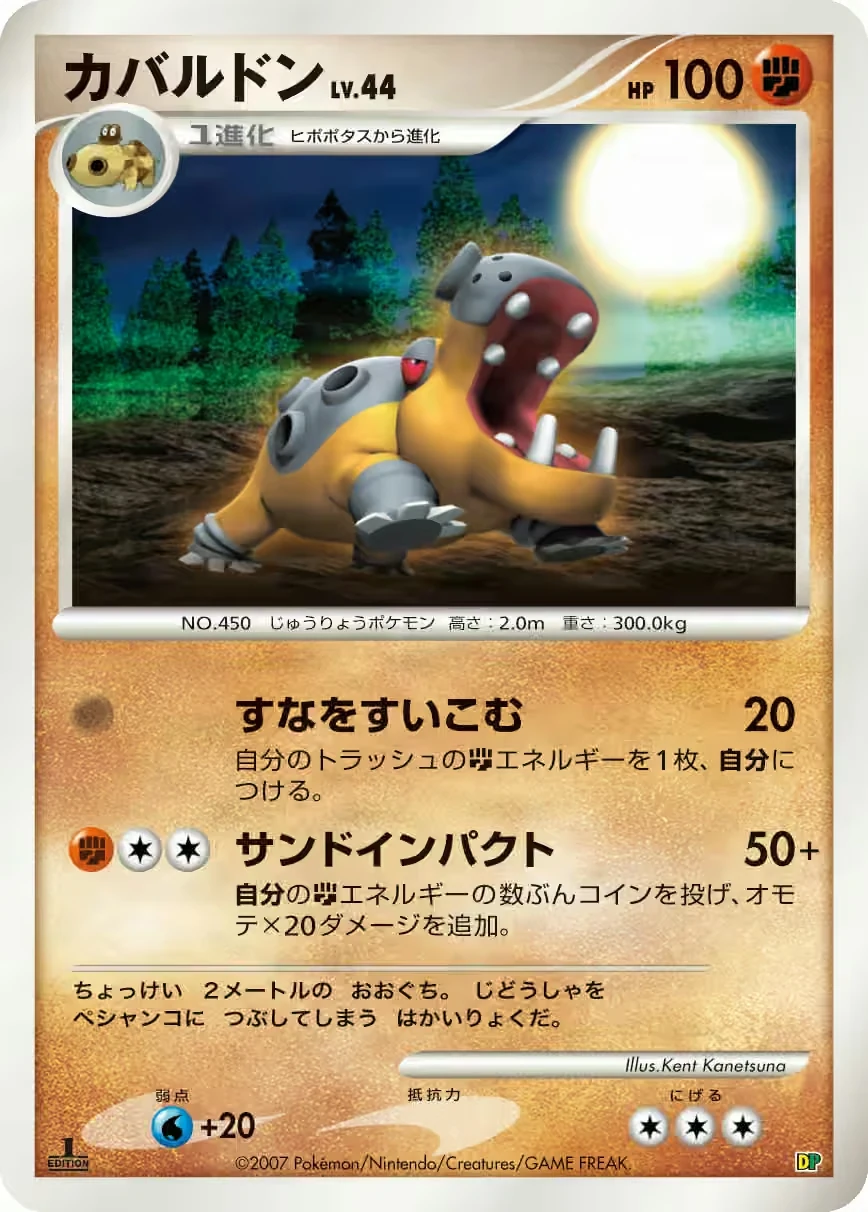 カバルドン LV.44 HP 100
1進化 ヒポポタスから進化
NO.450 じゅうりょうポケモン 高さ：2.0m 重さ：300.0kg
すなをすいこむ 20
自分のトラッシュのエネルギーを1枚、自分に
つける。
サンドインパクト 50+
自分のエネルギーの数ぶんコインを投げ、オモ
テ×20ダメージを追加。
ちょっけい 2メートルの おおぐち。 じどうしゃを
ペシャンコに つぶしてしまう はかいりょくだ。
Illus.Kent Kanetsuna
弱点 抵抗力 にげる
+20
1 EDITION
©2007 Pokémon/Nintendo/Creatures/GAME FREAK.
DP